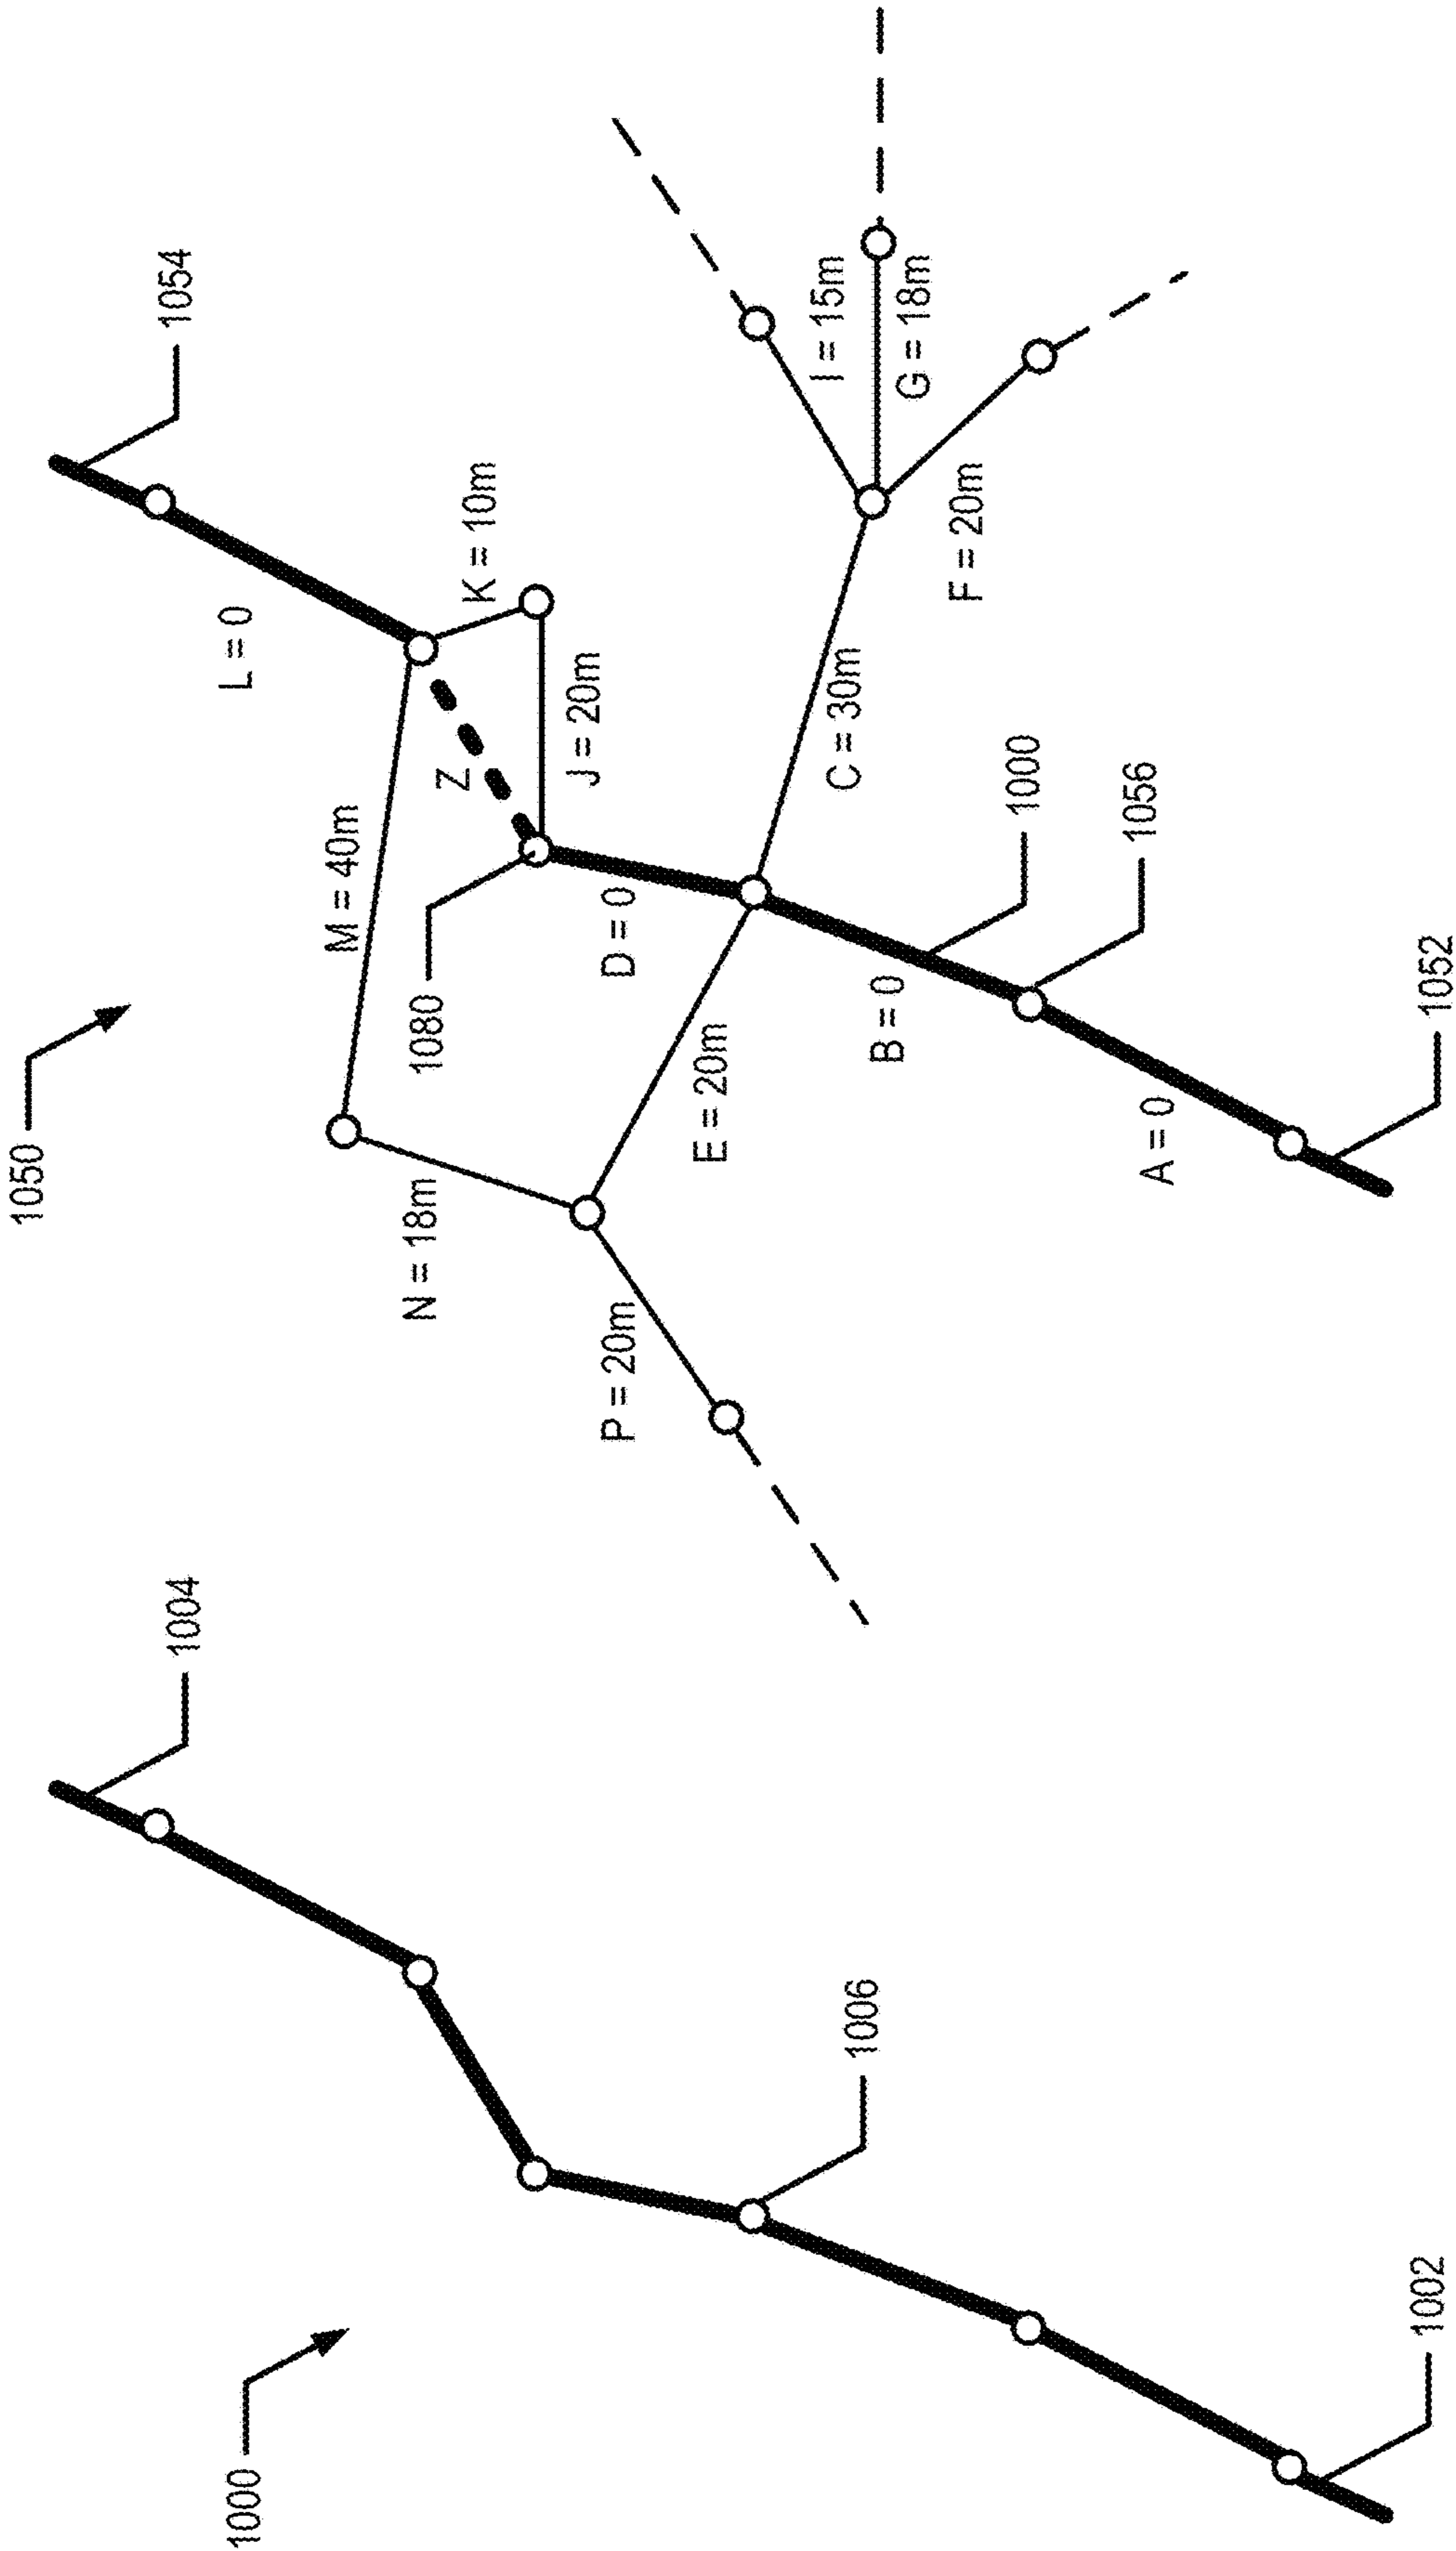 1000
1002
1004
1006
1050
1052
1054
1056
1000
1080
A = 0
B = 0
C = 30m
D = 0
E = 20m
F = 20m
G = 18m
I = 15m
J = 20m
K = 10m
L = 0
M = 40m
N = 18m
P = 20m
Z